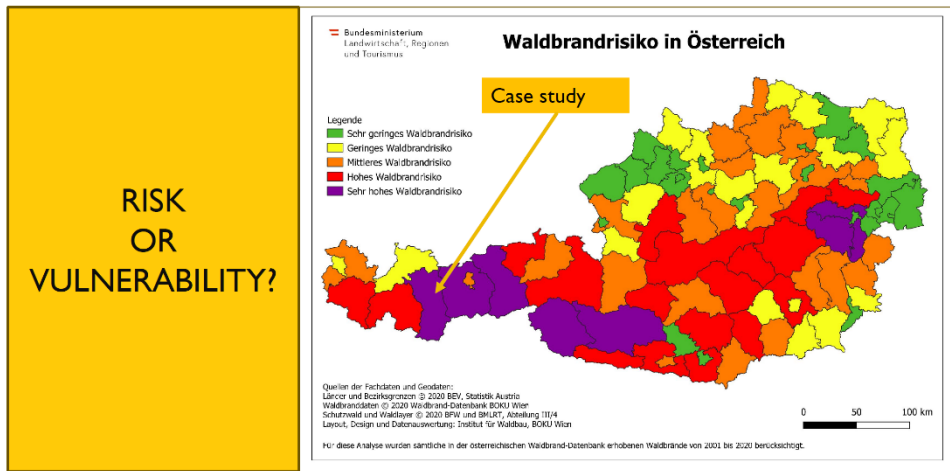 RISK
OR
VULNERABILITY?
Bundesministerium
Landwirtschaft, Regionen
und Tourismus
Waldbrandrisiko in Österreich
Case study
Legende
Sehr geringes Waldbrandrisiko
Geringes Waldbrandrisiko
Mittleres Waldbrandrisiko
Hohes Waldbrandrisiko
Sehr hohes Waldbrandrisiko
Quellen der Fachdaten und Geodaten:
Länder und Bezirksgrenzen © 2020 BEV, Statistik Austria
Waldbranddaten © 2020 Waldbrand-Datenbank BOKU Wien
Schutzwald und Waldlayer © 2020 BFW und BMLRT, Abteilung III/4
Layout, Design und Datenauswertung: Institut für Waldbau, BOKU Wien
0 50 100 km
Für diese Analyse wurden sämtliche in der österreichischen Waldbrand-Datenbank erhobenen Waldbrände von 2001 bis 2020 berücksichtigt.